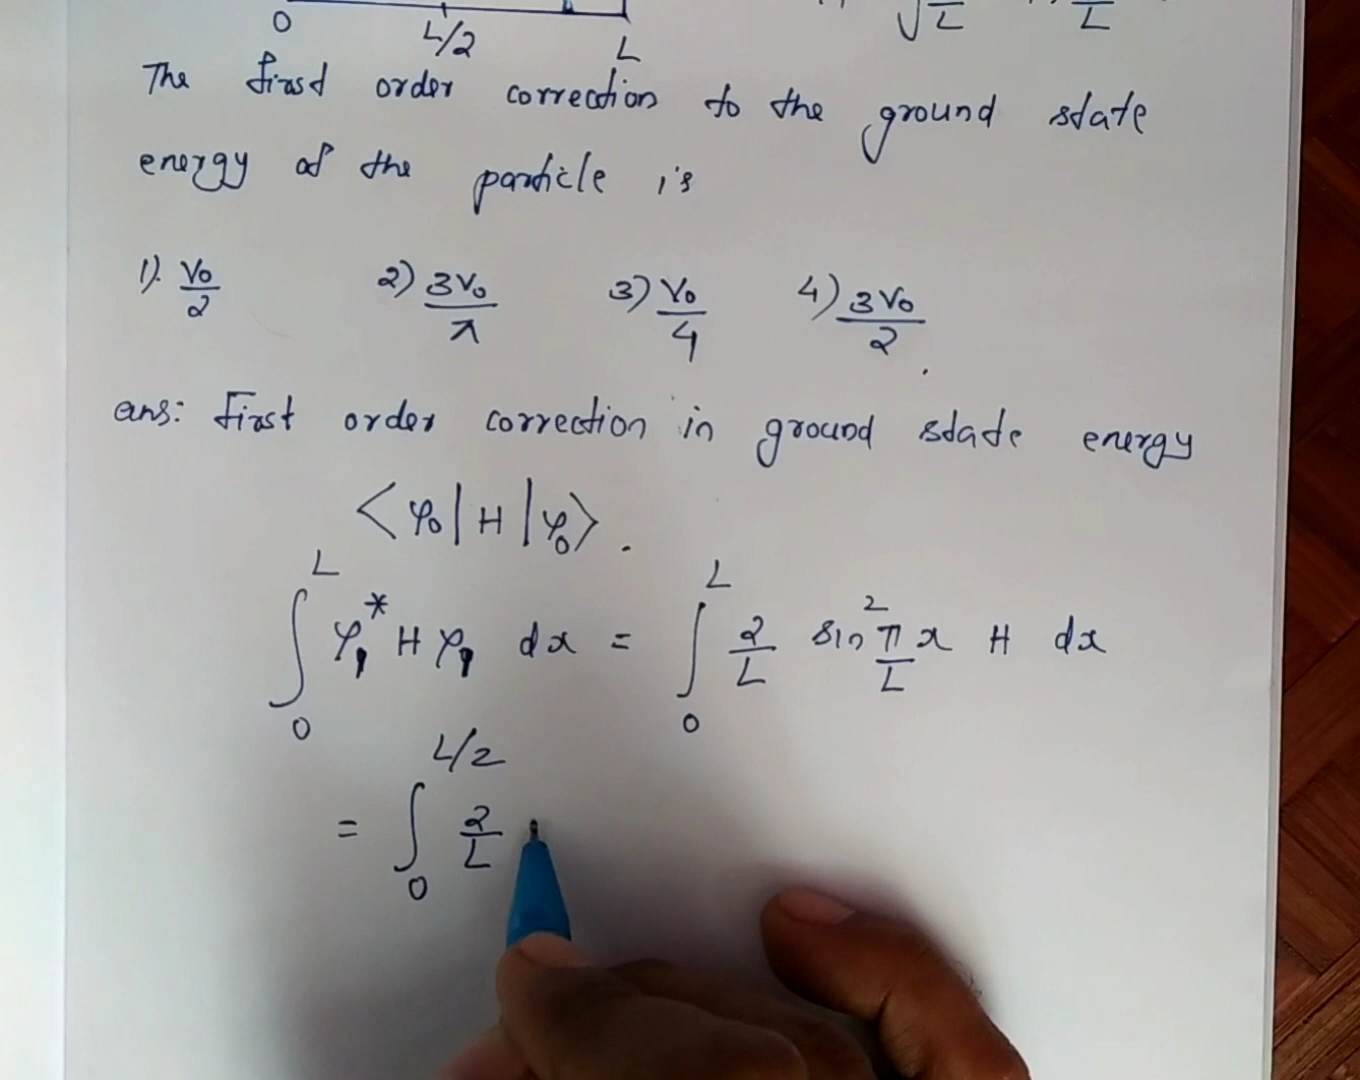 0 L/2 L
√ L L
The first order correction to the ground state
energy of the particle is
1). V₀/2 2) 3V₀/π 3) V₀/4 4) 3V₀/2 .
ans: First order correction in ground state energy
<φ₀|H|φ₀> .
∫₀ᴸ φ₁* H φ₁ dx = ∫₀ᴸ 2/L sin² π/L x H dx
= ∫₀^(L/2) 2/L